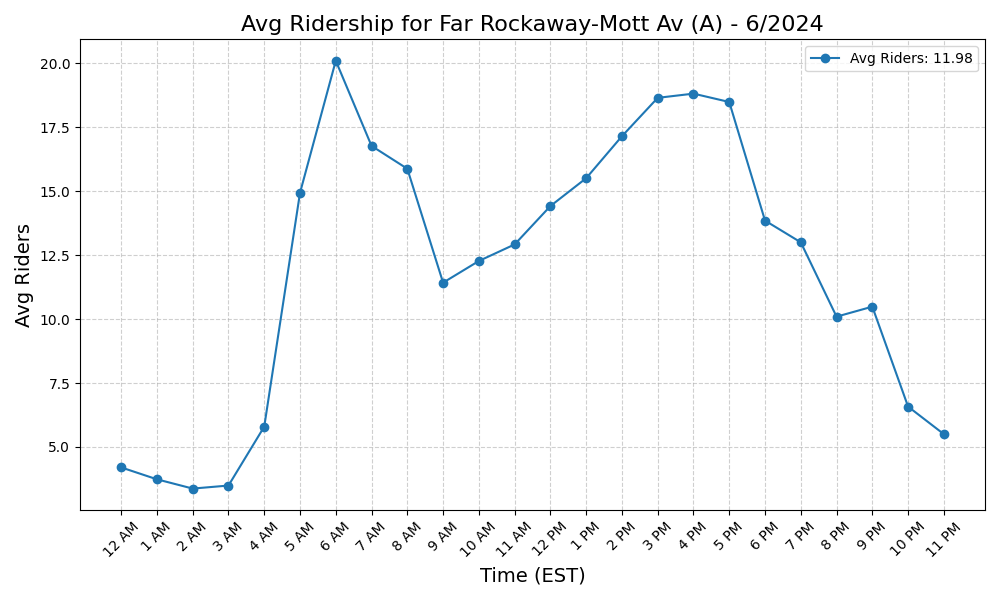 Avg Ridership for Far Rockaway-Mott Av (A) - 6/2024
Avg Riders: 11.98
Avg Riders
20.0
17.5
15.0
12.5
10.0
7.5
5.0
12 AM
1 AM
2 AM
3 AM
4 AM
5 AM
6 AM
7 AM
8 AM
9 AM
10 AM
11 AM
12 PM
1 PM
2 PM
3 PM
4 PM
5 PM
6 PM
7 PM
8 PM
9 PM
10 PM
11 PM
Time (EST)